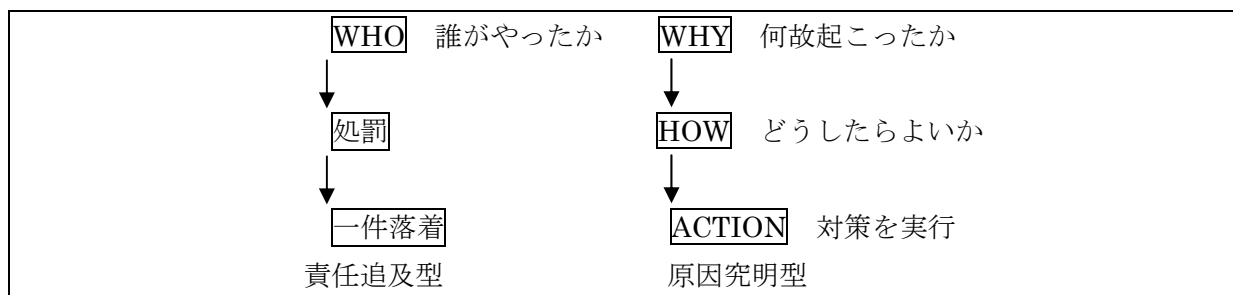 WHO 誰がやったか WHY 何故起こったか
処罰 HOW どうしたらよいか
一件落着 ACTION 対策を実行
責任追及型 原因究明型